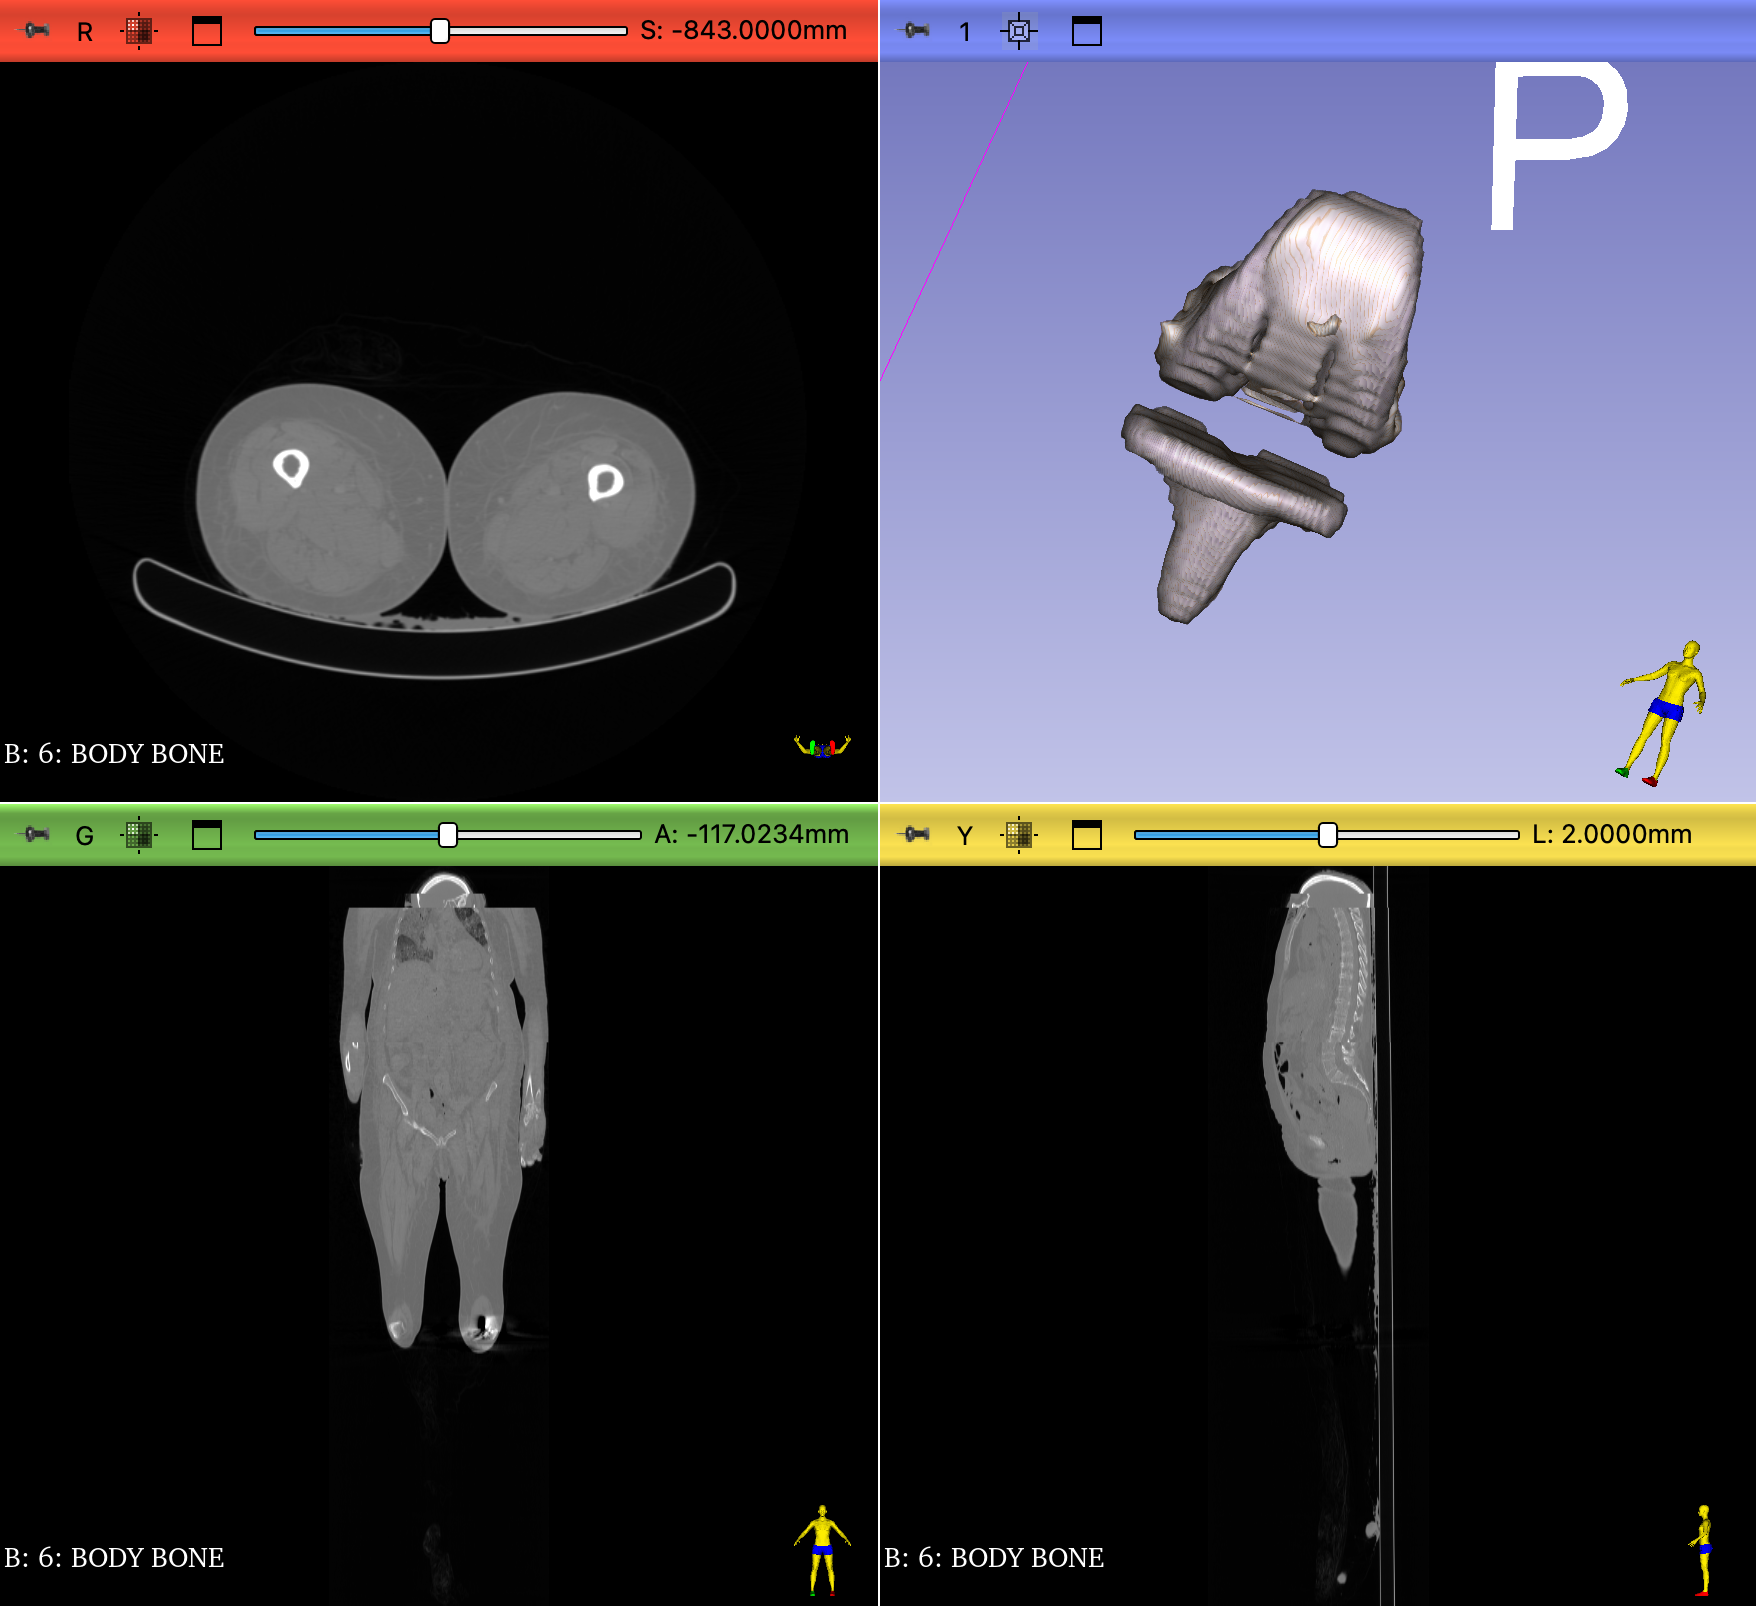 R S: -843.0000mm
1
P
B: 6: BODY BONE
G A: -117.0234mm
Y L: 2.0000mm
B: 6: BODY BONE
B: 6: BODY BONE